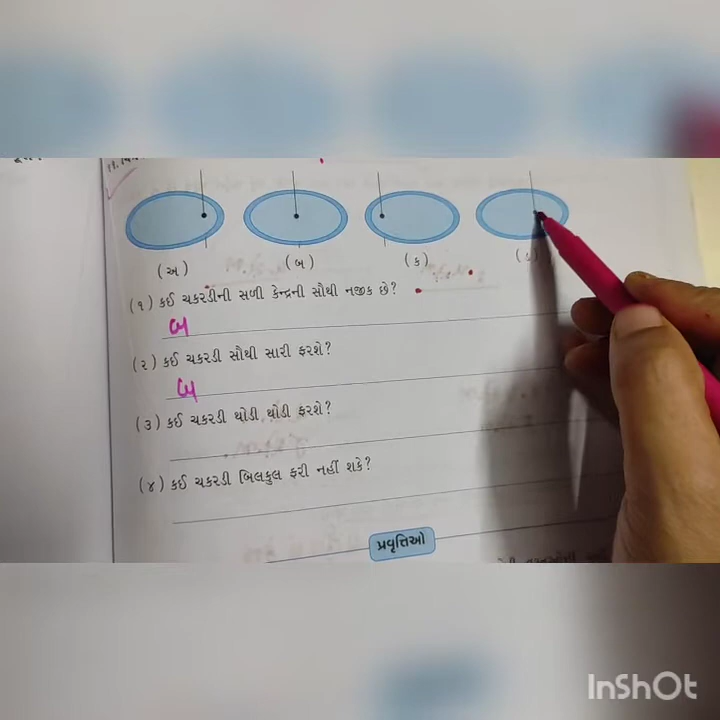 (અ) (બ) (ક) (ડ)
(૧) કઈ ચકરડીની સળી કેન્દ્રની સૌથી નજીક છે?
બ
(૨) કઈ ચકરડી સૌથી સારી ફરશે?
બ
(૩) કઈ ચકરડી થોડી થોડી ફરશે?
(૪) કઈ ચકરડી બિલકુલ ફરી નહીં શકે?
પ્રવૃત્તિઓ
InShOt